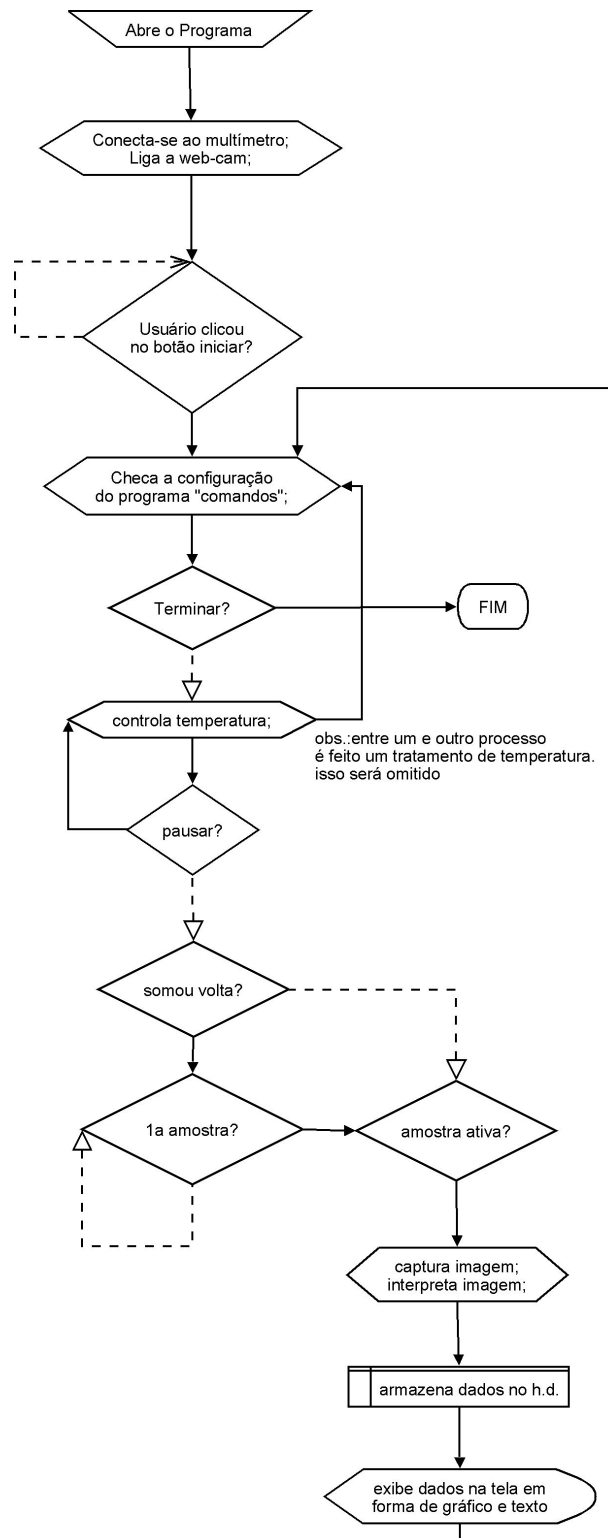 Abre o Programa
Conecta-se ao multímetro;
Liga a web-cam;
Usuário clicou
no botão iniciar?
Checa a configuração
do programa "comandos";
Terminar?
FIM
controla temperatura;
obs.:entre um e outro processo
é feito um tratamento de temperatura.
isso será omitido
pausar?
somou volta?
1a amostra?
amostra ativa?
captura imagem;
interpreta imagem;
armazena dados no h.d.
exibe dados na tela em
forma de gráfico e texto